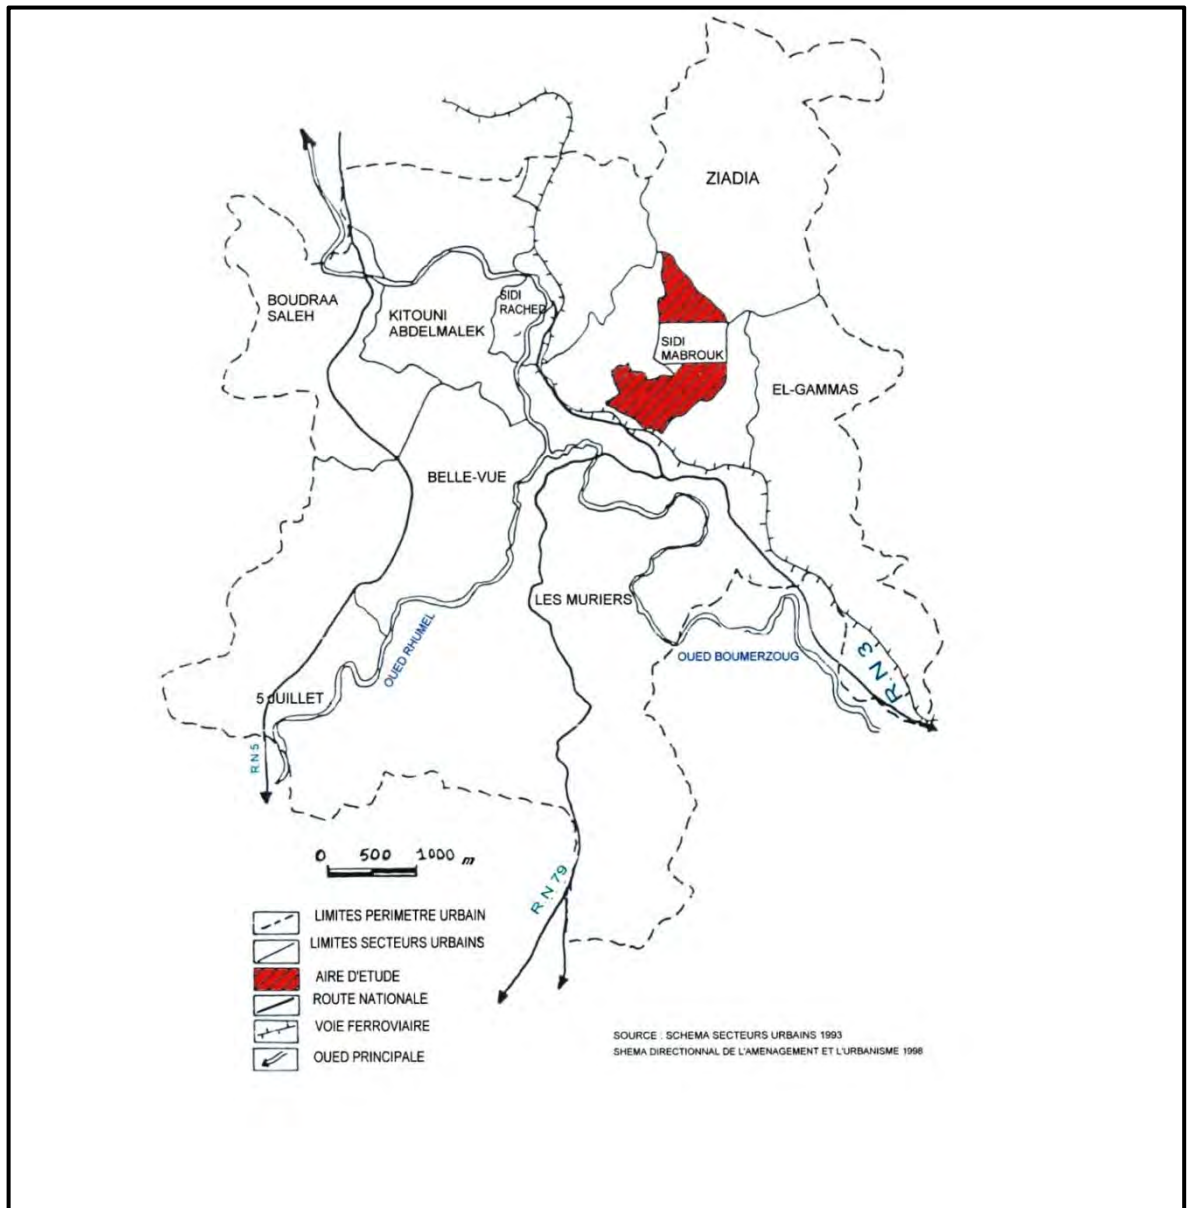 ZIADIA
BOUDRAA
SALEH
KITOUNI
ABDELMALEK
SIDI
RACHED
SIDI
MABROUK
EL-GAMMAS
BELLE-VUE
LES MURIERS
OUED RHUMEL
OUED BOUMERZOUG
R.N 3
5 JUILLET
R.N 5
R.N 79
0 500 1000 m
LIMITES PERIMETRE URBAIN
LIMITES SECTEURS URBAINS
AIRE D'ETUDE
ROUTE NATIONALE
VOIE FERROVIAIRE
OUED PRINCIPALE
SOURCE : SCHEMA SECTEURS URBAINS 1993
SHEMA DIRECTIONNAL DE L'AMENAGEMENT ET L'URBANISME 1998